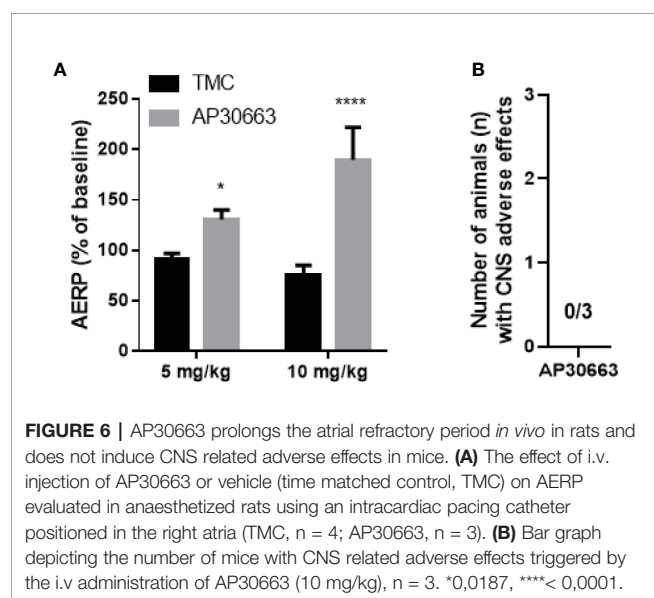 A
TMC
AP30663
AERP (% of baseline)
250
200
150
100
50
0
*
****
5 mg/kg
10 mg/kg
B
Number of animals (n)
with CNS adverse effects
3
2
1
0
0/3
AP30663
FIGURE 6 | AP30663 prolongs the atrial refractory period in vivo in rats and
does not induce CNS related adverse effects in mice. (A) The effect of i.v.
injection of AP30663 or vehicle (time matched control, TMC) on AERP
evaluated in anaesthetized rats using an intracardiac pacing catheter
positioned in the right atria (TMC, n = 4; AP30663, n = 3). (B) Bar graph
depicting the number of mice with CNS related adverse effects triggered by
the i.v administration of AP30663 (10 mg/kg), n = 3. *0,0187, ****< 0,0001.